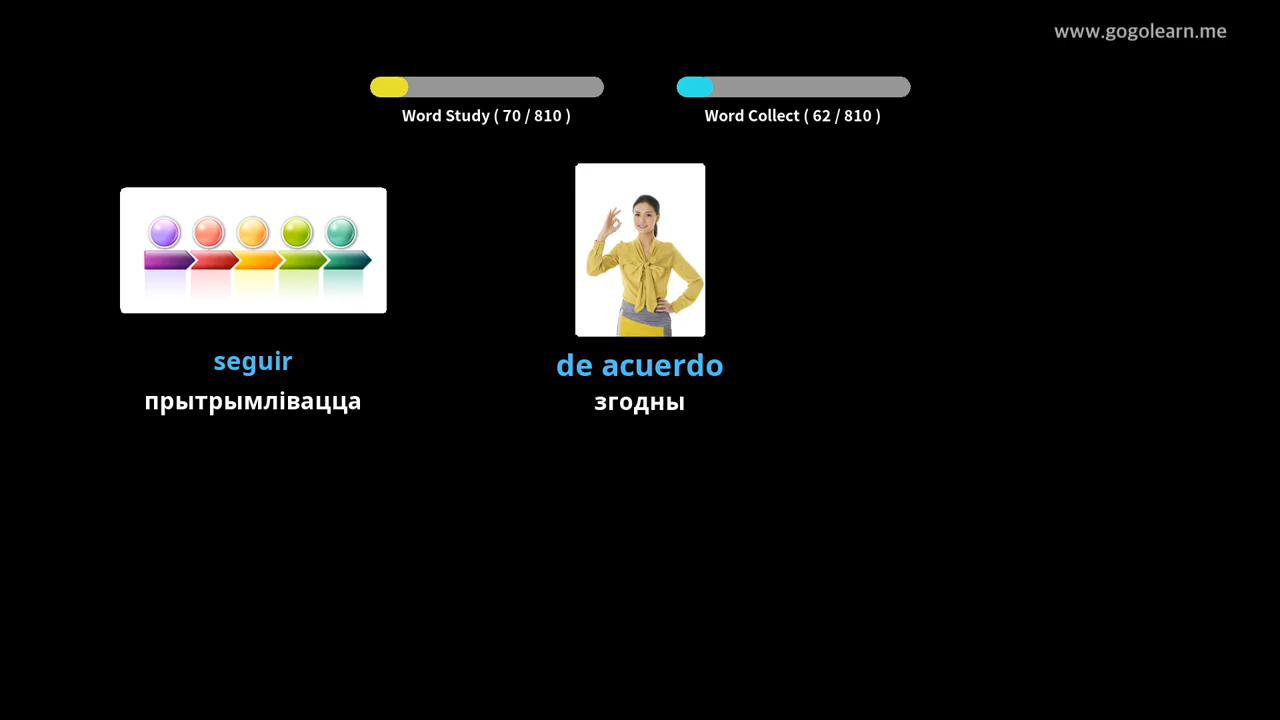 www.gogolearn.me
Word Study ( 70 / 810 )
Word Collect ( 62 / 810 )
seguir
прытрымлівацца
de acuerdo
згодны